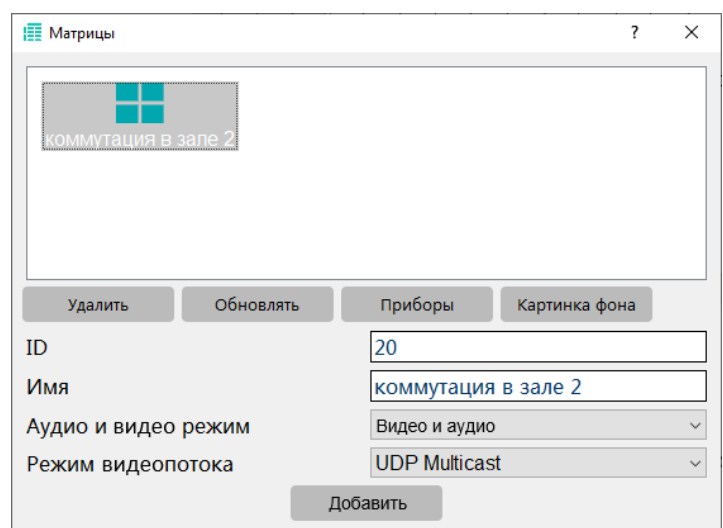 Матрицы ?
коммутация в зале 2
Удалить Обновлять Приборы Картинка фона
ID 20
Имя коммутация в зале 2
Аудио и видео режим Видео и аудио
Режим видеопотока UDP Multicast
Добавить